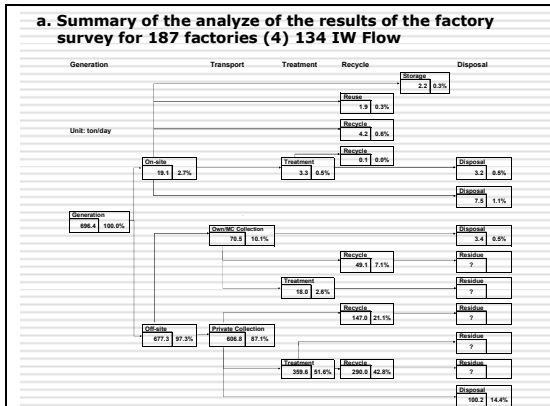 a. Summary of the analyze of the results of the factory
survey for 187 factories (4) 134 IW Flow
Generation Transport Treatment Recycle Disposal
Storage
2.2 0.3%
Reuse
1.9 0.3%
Unit: ton/day
Recycle
4.2 0.6%
Recycle
0.1 0.0%
On-site
19.1 2.7%
Treatment
3.3 0.5%
Disposal
3.2 0.5%
Disposal
7.5 1.1%
Generation
696.4 100.0%
Own/MC Collection
70.5 10.1%
Disposal
3.4 0.5%
Recycle
49.1 7.1%
Residue
?
Treatment
18.0 2.6%
Residue
?
Recycle
147.0 21.1%
Residue
?
Off-site
677.3 97.3%
Private Collection
606.8 87.1%
Residue
?
Treatment
359.6 51.6%
Recycle
290.0 42.8%
Residue
?
Disposal
100.2 14.4%